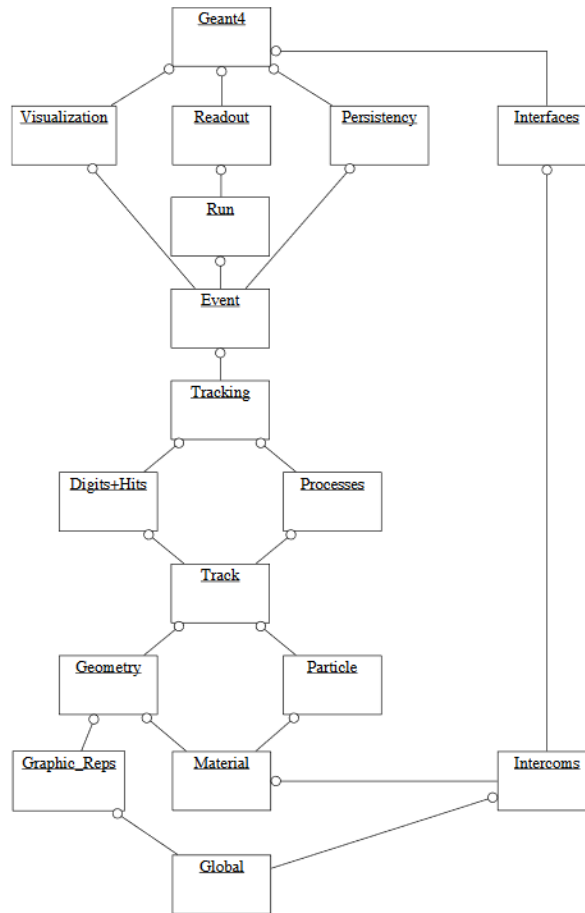 Geant4
Visualization
Readout
Persistency
Interfaces
Run
Event
Tracking
Digits+Hits
Processes
Track
Geometry
Particle
Graphic_Reps
Material
Intercoms
Global